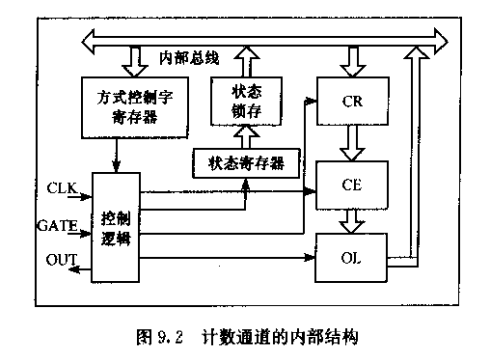 内部总线
方式控制字
寄存器
状态
锁存
CR
状态寄存器
CLK
CE
GATE
控制
逻辑
OUT
OL
图 9.2 计数通道的内部结构